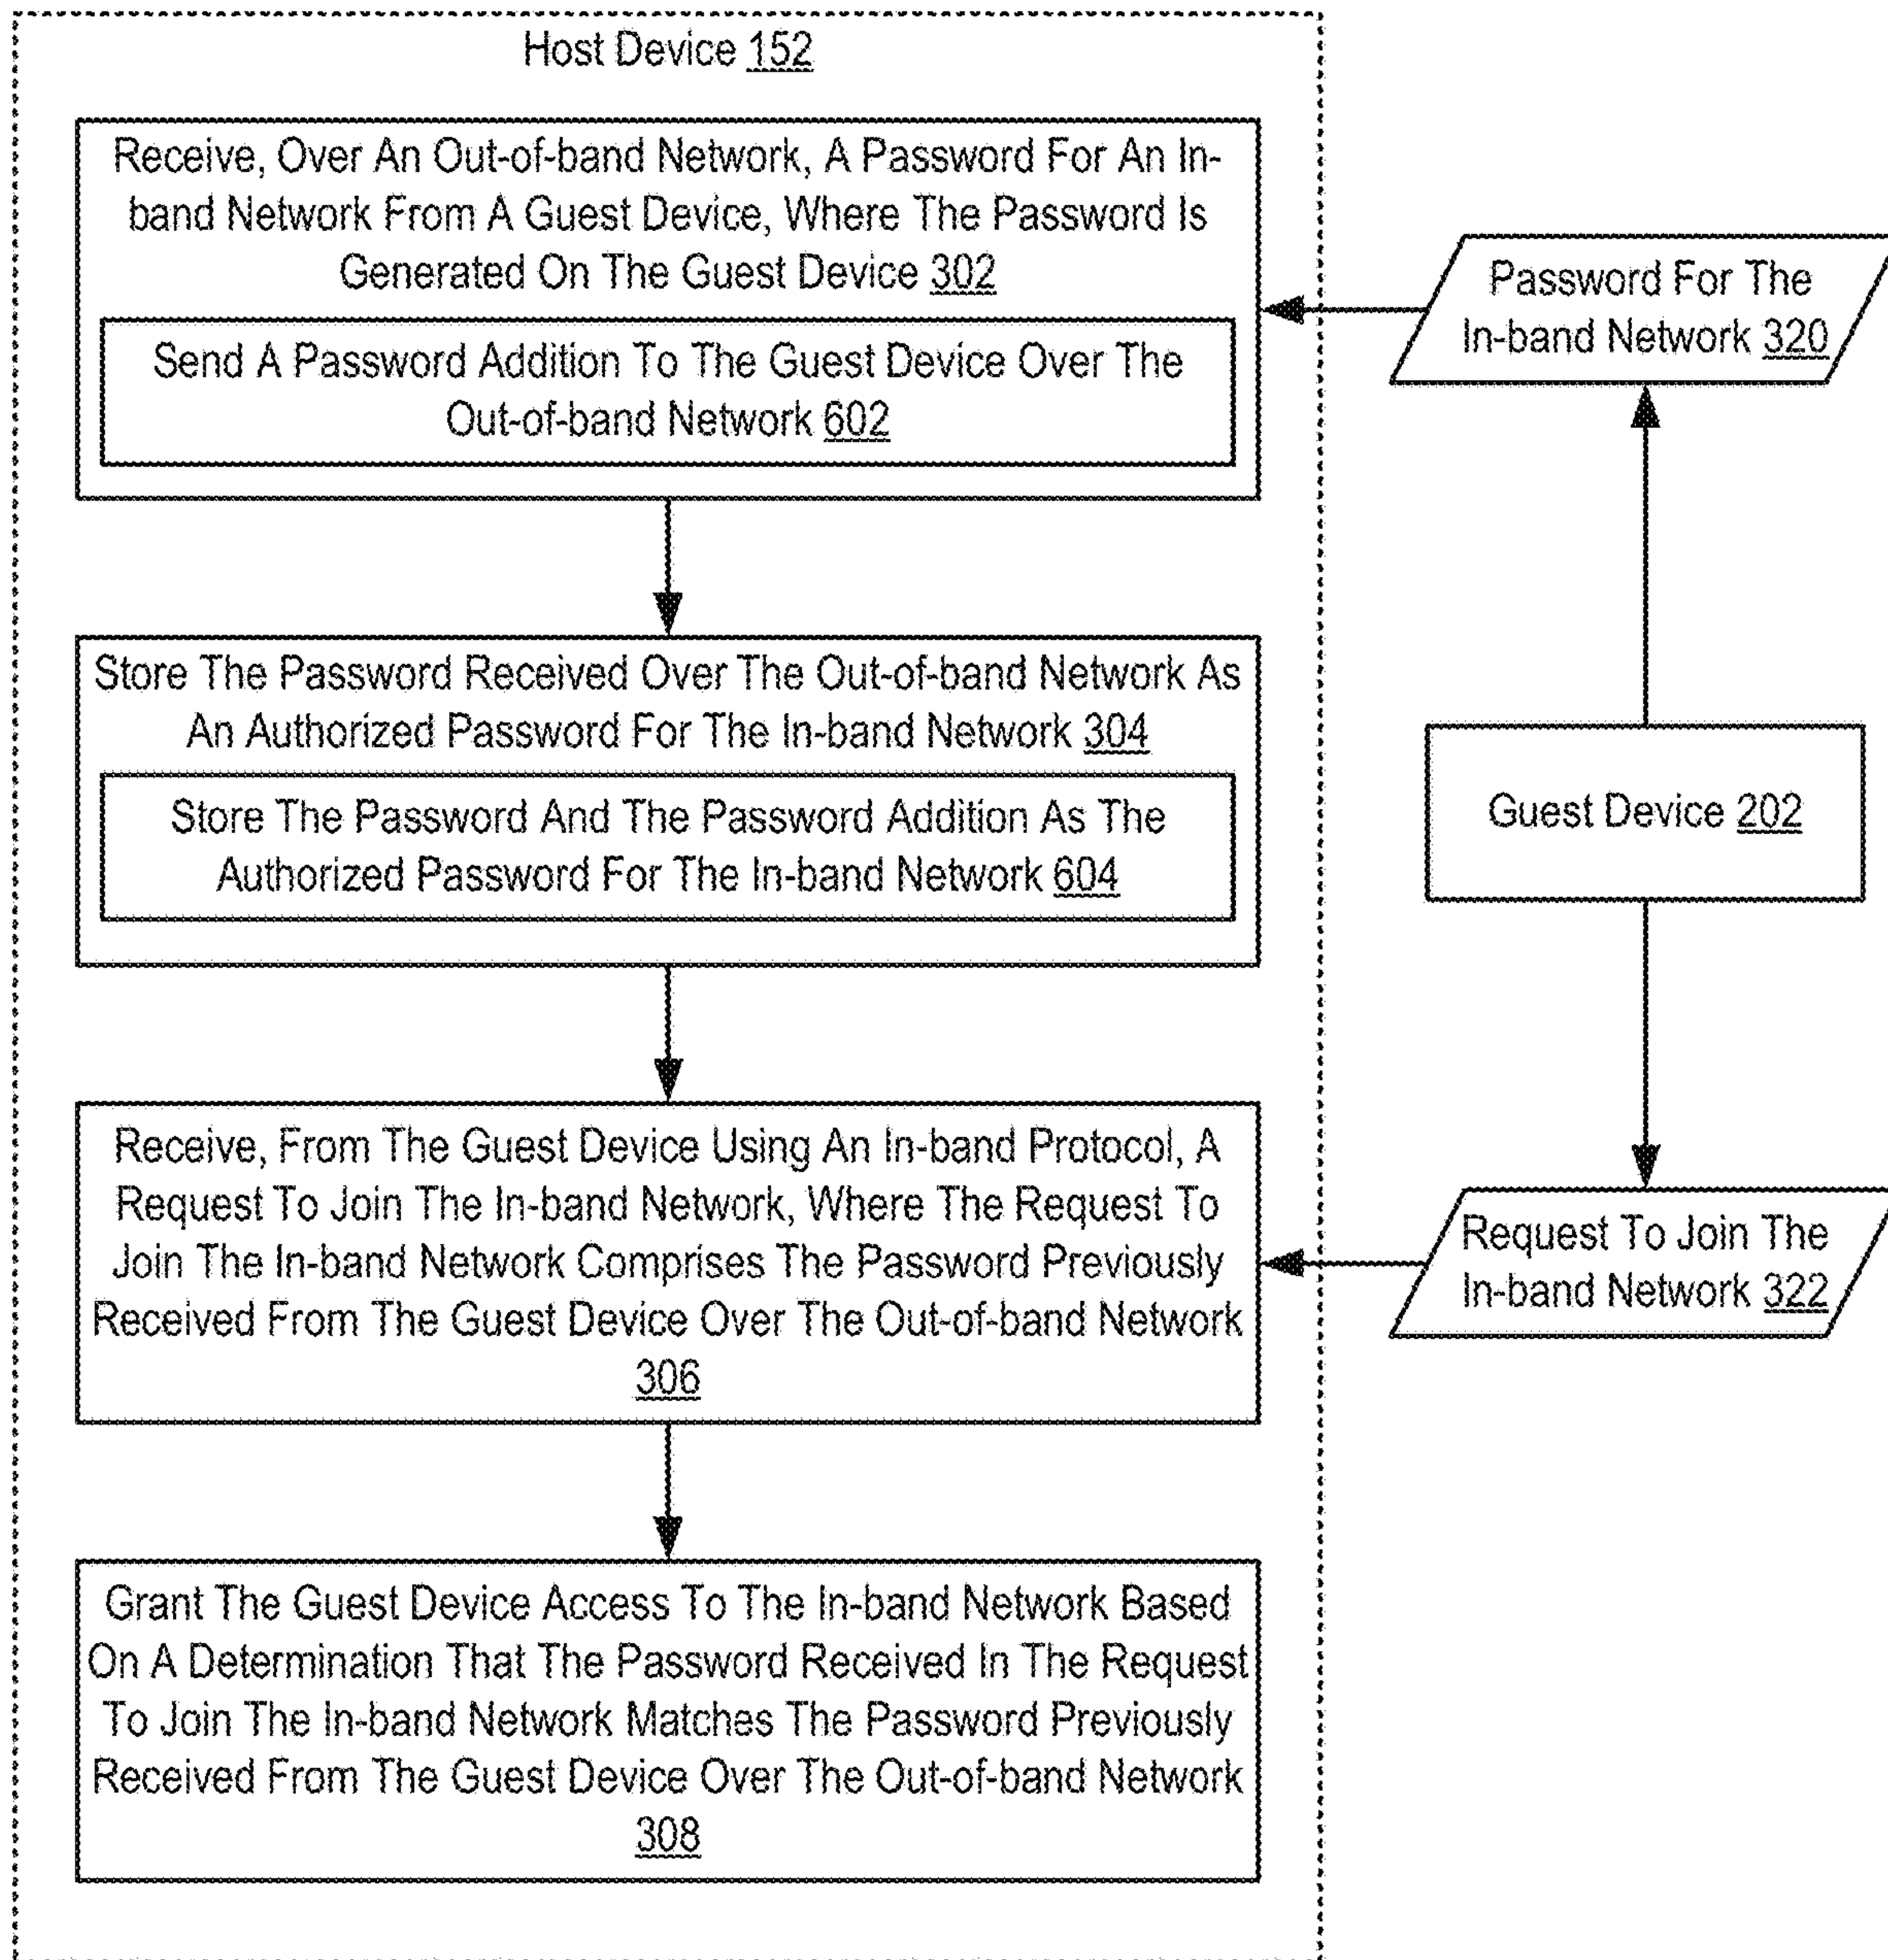 Host Device 152
Receive, Over An Out-of-band Network, A Password For An In-
band Network From A Guest Device, Where The Password Is
Generated On The Guest Device 302
Send A Password Addition To The Guest Device Over The
Out-of-band Network 602
Password For The
In-band Network 320
Store The Password Received Over The Out-of-band Network As
An Authorized Password For The In-band Network 304
Store The Password And The Password Addition As The
Authorized Password For The In-band Network 604
Guest Device 202
Receive, From The Guest Device Using An In-band Protocol, A
Request To Join The In-band Network, Where The Request To
Join The In-band Network Comprises The Password Previously
Received From The Guest Device Over The Out-of-band Network
306
Request To Join The
In-band Network 322
Grant The Guest Device Access To The In-band Network Based
On A Determination That The Password Received In The Request
To Join The In-band Network Matches The Password Previously
Received From The Guest Device Over The Out-of-band Network
308